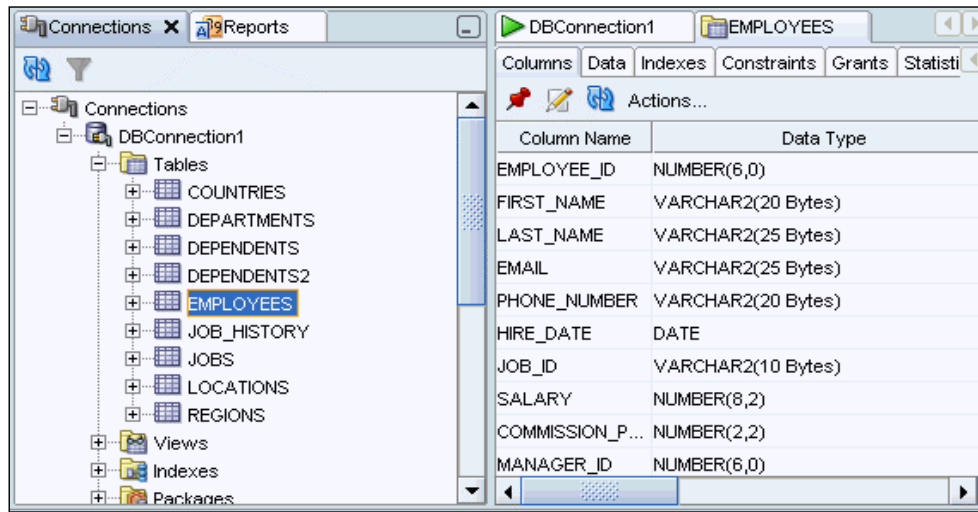 Connections Reports
Connections
DBConnection1
Tables
COUNTRIES
DEPARTMENTS
DEPENDENTS
DEPENDENTS2
EMPLOYEES
JOB_HISTORY
JOBS
LOCATIONS
REGIONS
Views
Indexes
Packages
DBConnection1 EMPLOYEES
Columns Data Indexes Constraints Grants Statisti
Actions...
Column Name Data Type
EMPLOYEE_ID NUMBER(6,0)
FIRST_NAME VARCHAR2(20 Bytes)
LAST_NAME VARCHAR2(25 Bytes)
EMAIL VARCHAR2(25 Bytes)
PHONE_NUMBER VARCHAR2(20 Bytes)
HIRE_DATE DATE
JOB_ID VARCHAR2(10 Bytes)
SALARY NUMBER(8,2)
COMMISSION_P... NUMBER(2,2)
MANAGER_ID NUMBER(6,0)